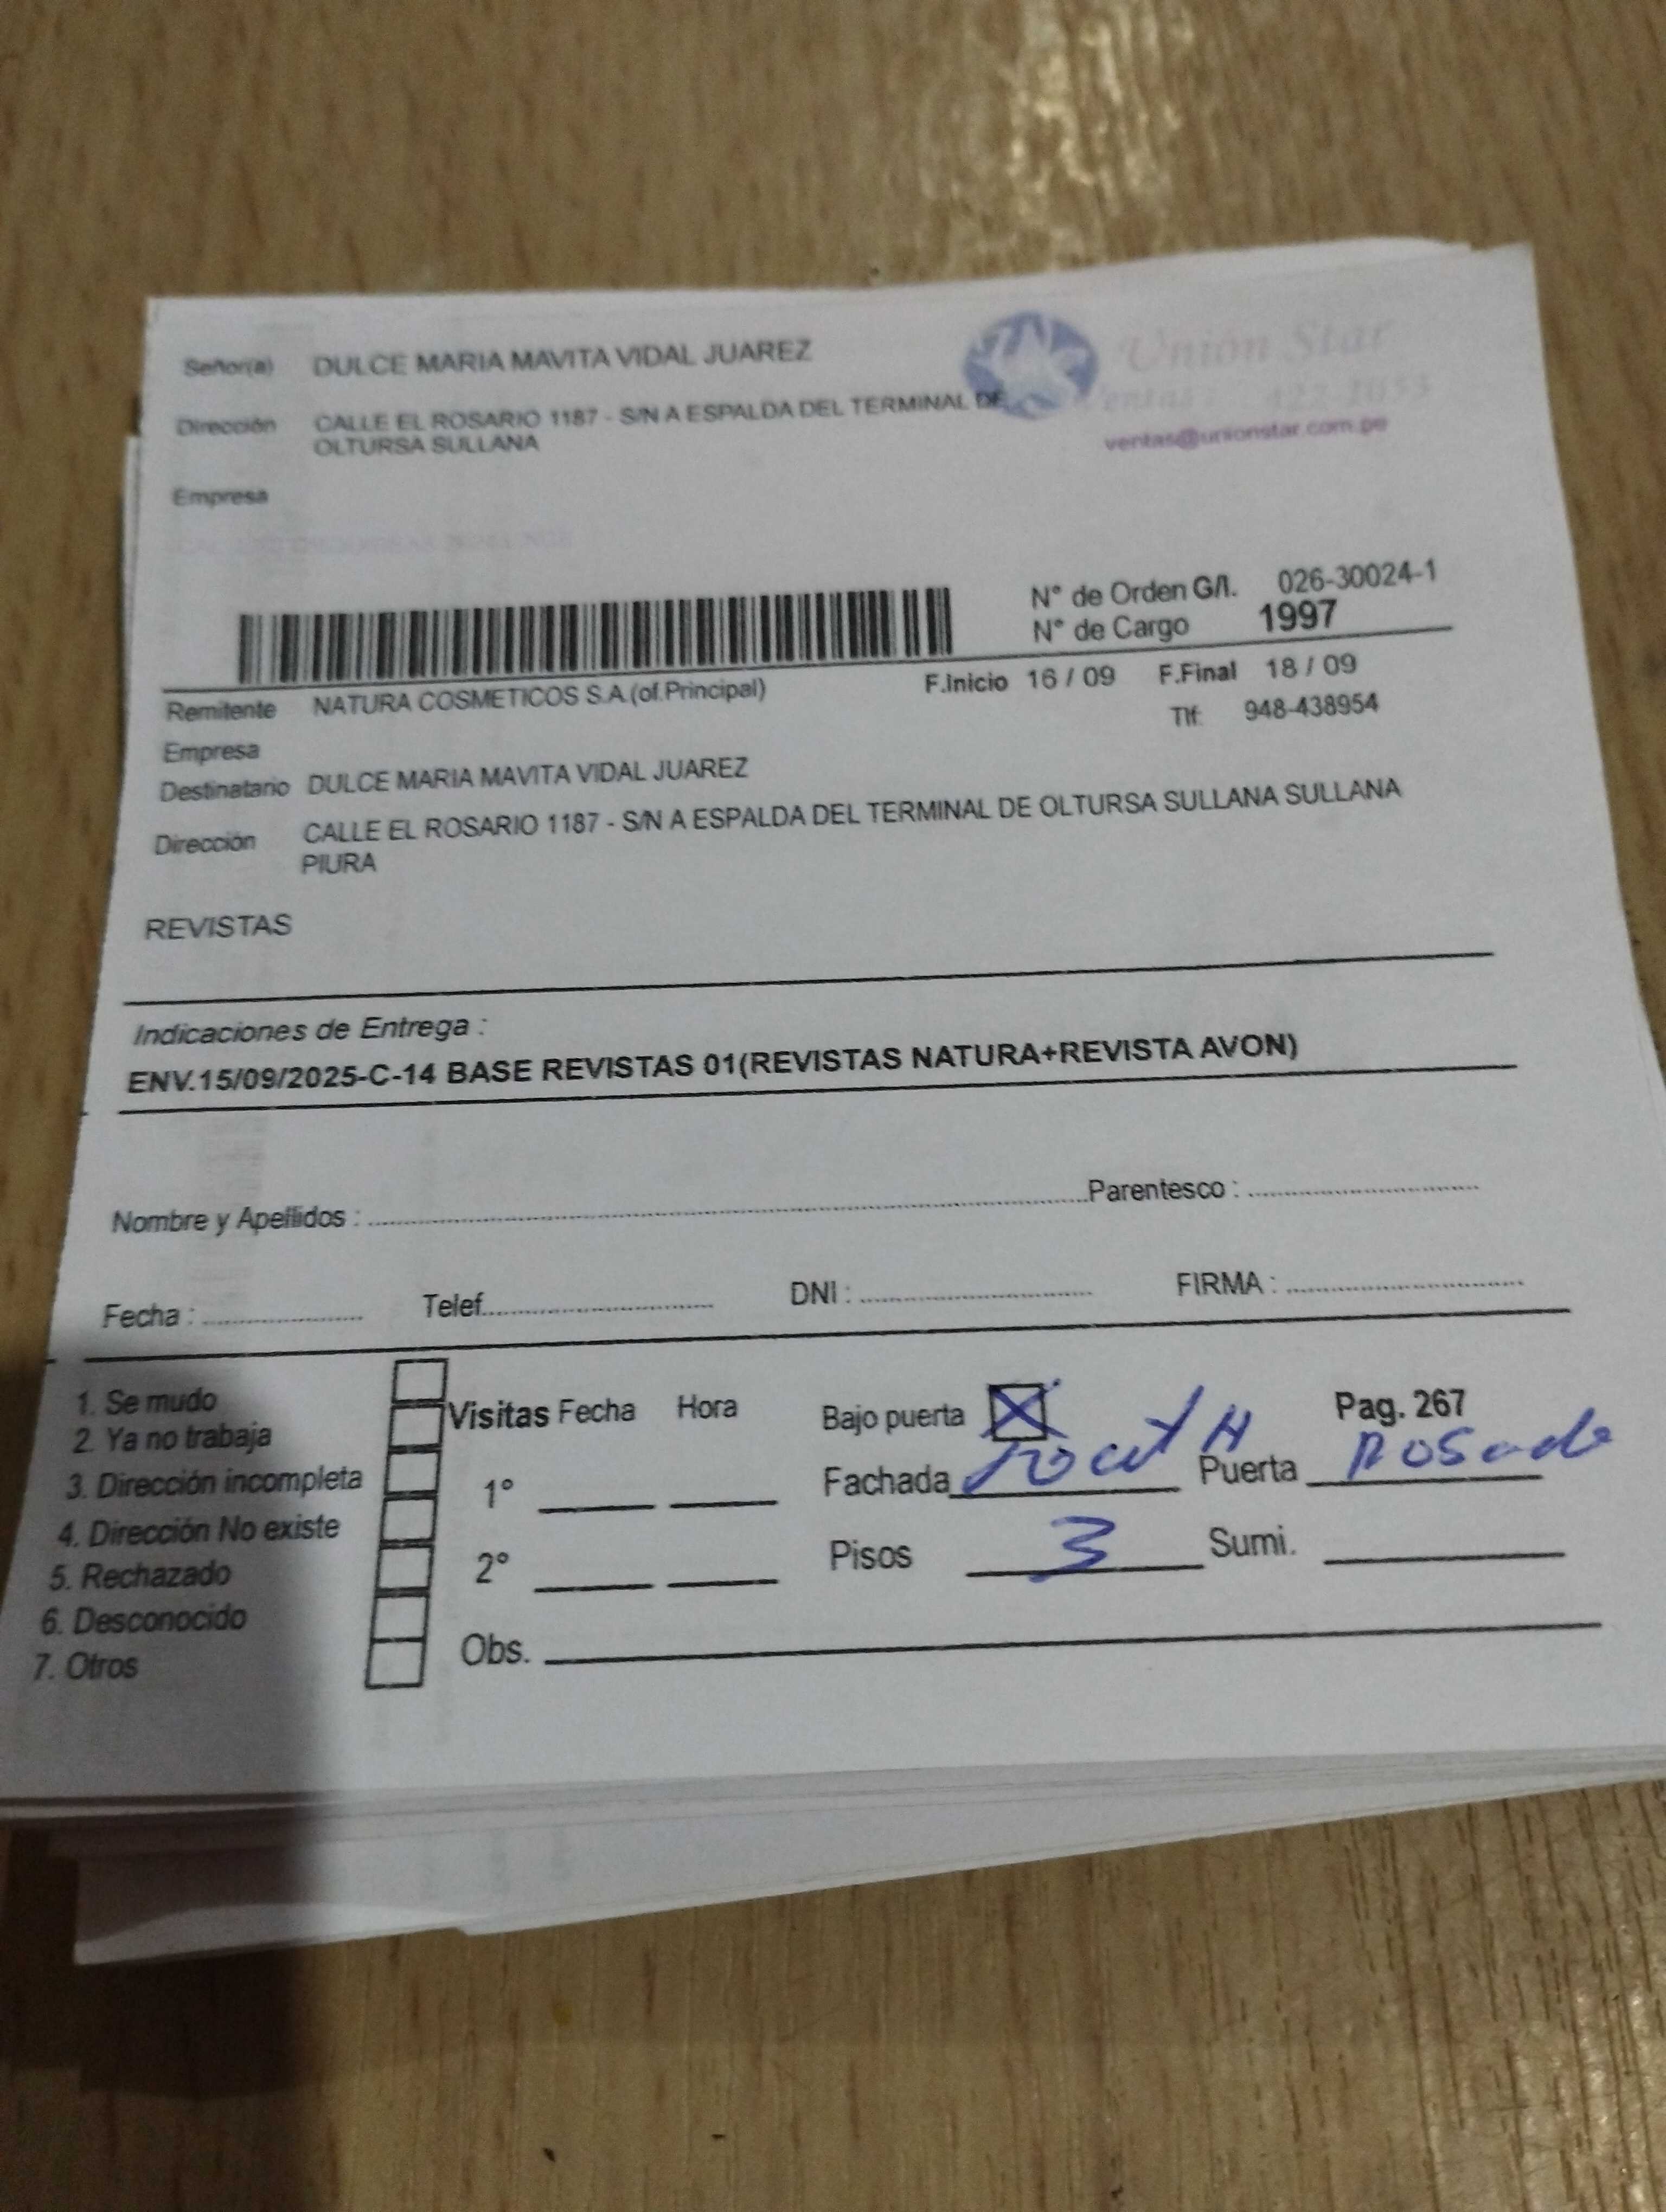 Señor(a) DULCE MARIA MAVITA VIDAL JUAREZ
Unión Star
Dirección CALLE EL ROSARIO 1187 - S/N A ESPALDA DEL TERMINAL DE
OLTURSA SULLANA
ventas@unionstar.com.pe
Empresa
N° de Orden G/I. 026-30024-1
N° de Cargo 1997
Remitente NATURA COSMETICOS S.A.(of.Principal) F.Inicio 16 / 09 F.Final 18 / 09
Empresa Tlf: 948-438954
Destinatario DULCE MARIA MAVITA VIDAL JUAREZ
Dirección CALLE EL ROSARIO 1187 - S/N A ESPALDA DEL TERMINAL DE OLTURSA SULLANA SULLANA
PIURA
REVISTAS
Indicaciones de Entrega :
ENV.15/09/2025-C-14 BASE REVISTAS 01(REVISTAS NATURA+REVISTA AVON)
Nombre y Apellidos : Parentesco :
Fecha : Telef. DNI : FIRMA :
1. Se mudo
2. Ya no trabaja
3. Dirección incompleta
4. Dirección No existe
5. Rechazado
6. Desconocido
7. Otros
Visitas Fecha Hora
1°
2°
Obs.
Bajo puerta X Pag. 267
Fachada Puerta Rosado
Pisos 3 Sumi.